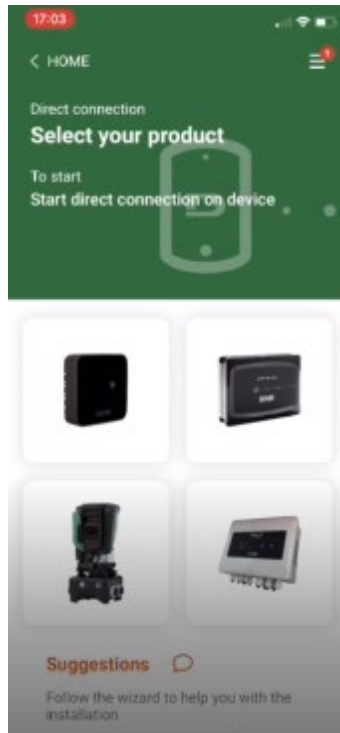 17:03
< HOME
1
Direct connection
Select your product
To start
Start direct connection on device
Suggestions
Follow the wizard to help you with the
installation